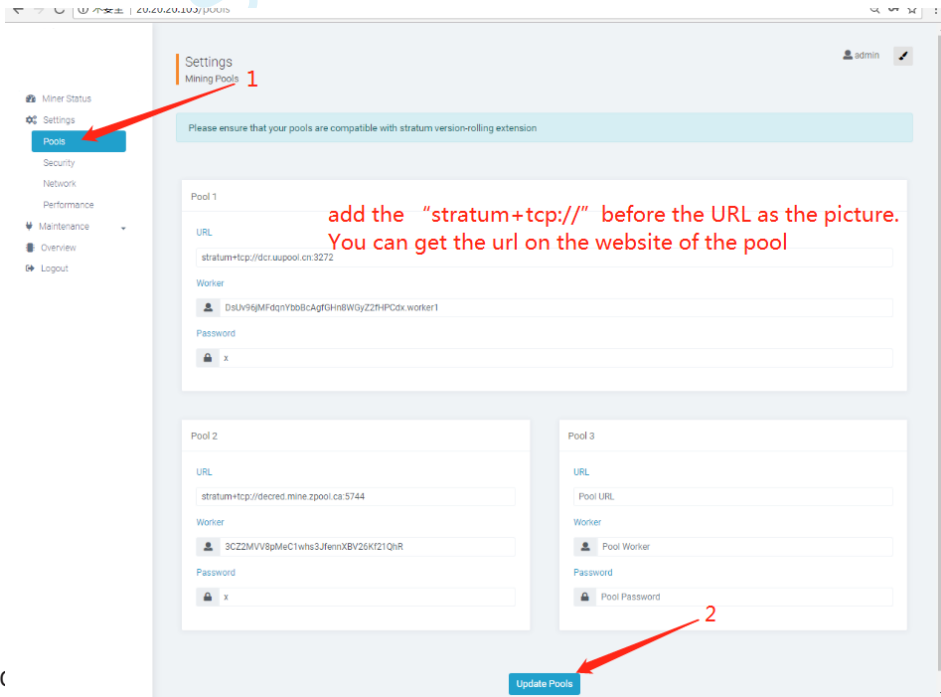 不安全 | 20.20.20.105/pools
Settings
Mining Pools
1
admin
Miner Status
Settings
Pools
Security
Network
Performance
Maintenance
Overview
Logout
Please ensure that your pools are compatible with stratum version-rolling extension
Pool 1
add the “stratum+tcp://” before the URL as the picture.
You can get the url on the website of the pool
URL
stratum+tcp://dcr.uupool.cn:3272
Worker
DsUv96jMFdqnYbbBcAgfGHn8WGyZ2fHPCdx.worker1
Password
x
Pool 2
URL
stratum+tcp://decred.mine.zpool.ca:5744
Worker
3CZ2MVV8pMeC1whs3JfennXBV26Kf21QhR
Password
x
Pool 3
URL
Pool URL
Worker
Pool Worker
Password
Pool Password
2
Update Pools